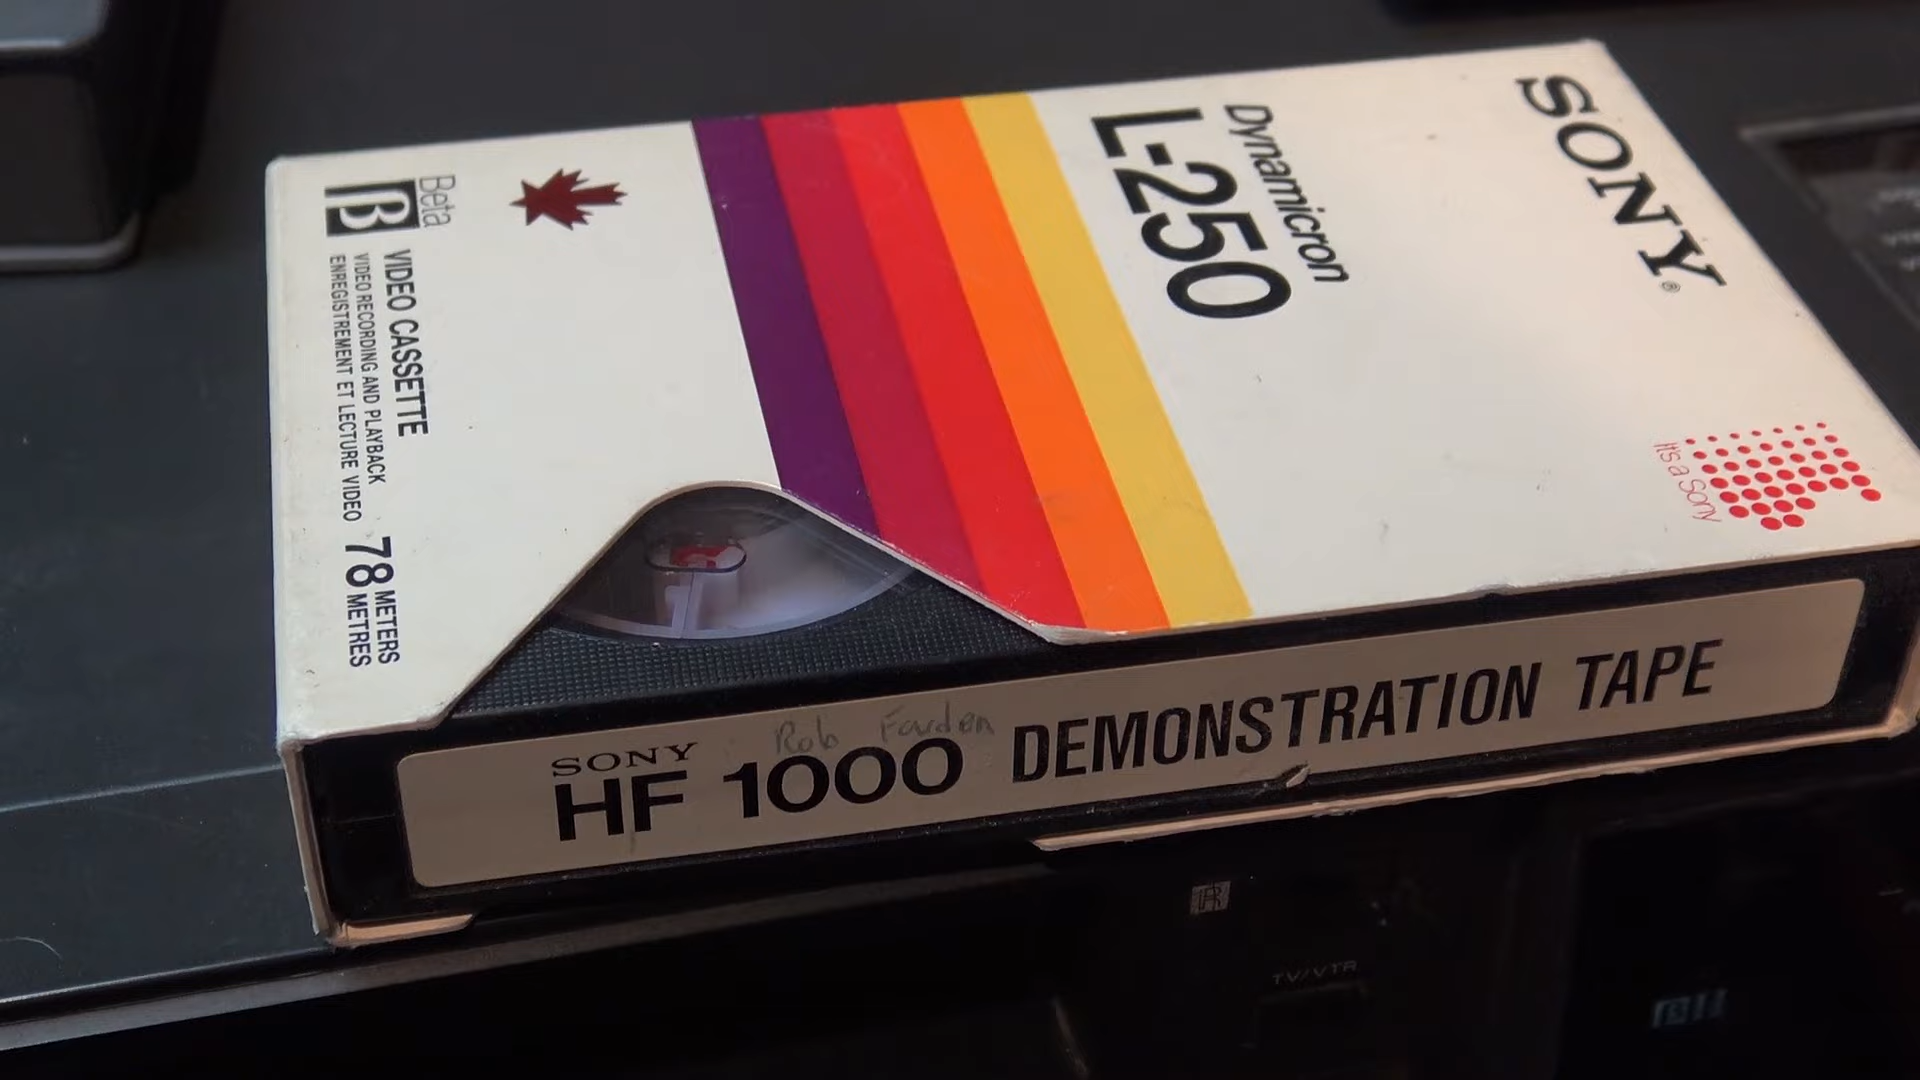 SONY®
Dynamicron
L-250
It's a Sony
Beta
VIDEO CASSETTE
VIDEO RECORDING AND PLAYBACK
ENREGISTREMENT ET LECTURE VIDEO
78 METERS
78 METRES
Rob Farden
SONY
HF 1000 DEMONSTRATION TAPE
TV/VTR